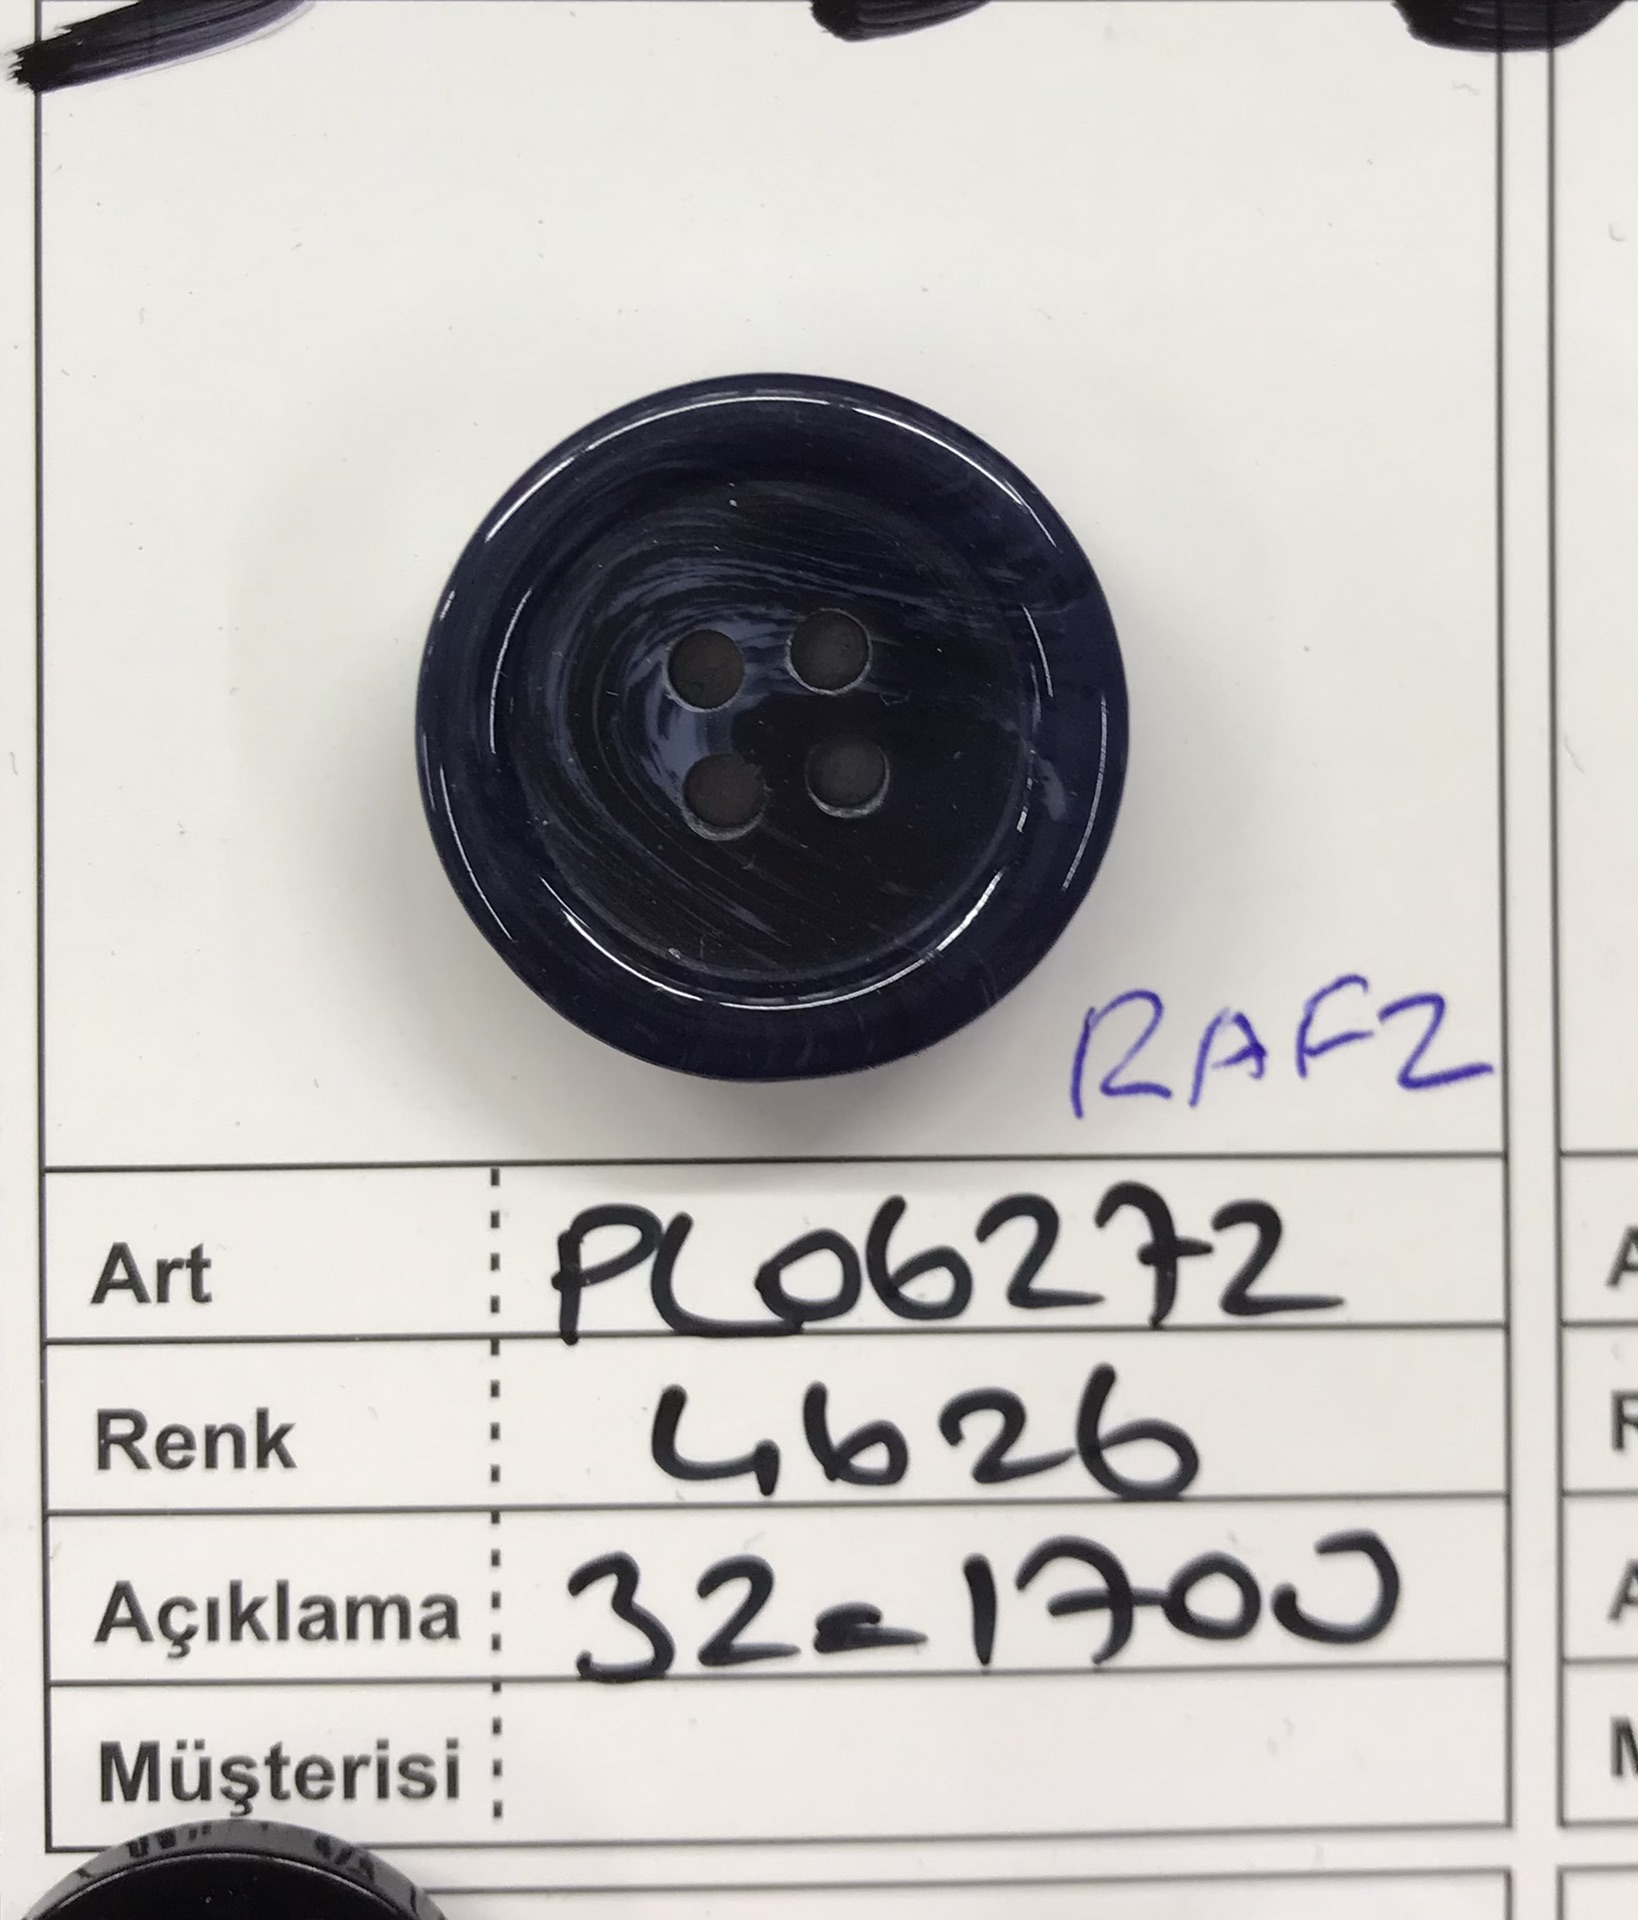 RAF2
Art PL06272
Renk 4626
Açıklama 32-1700
Müşterisi